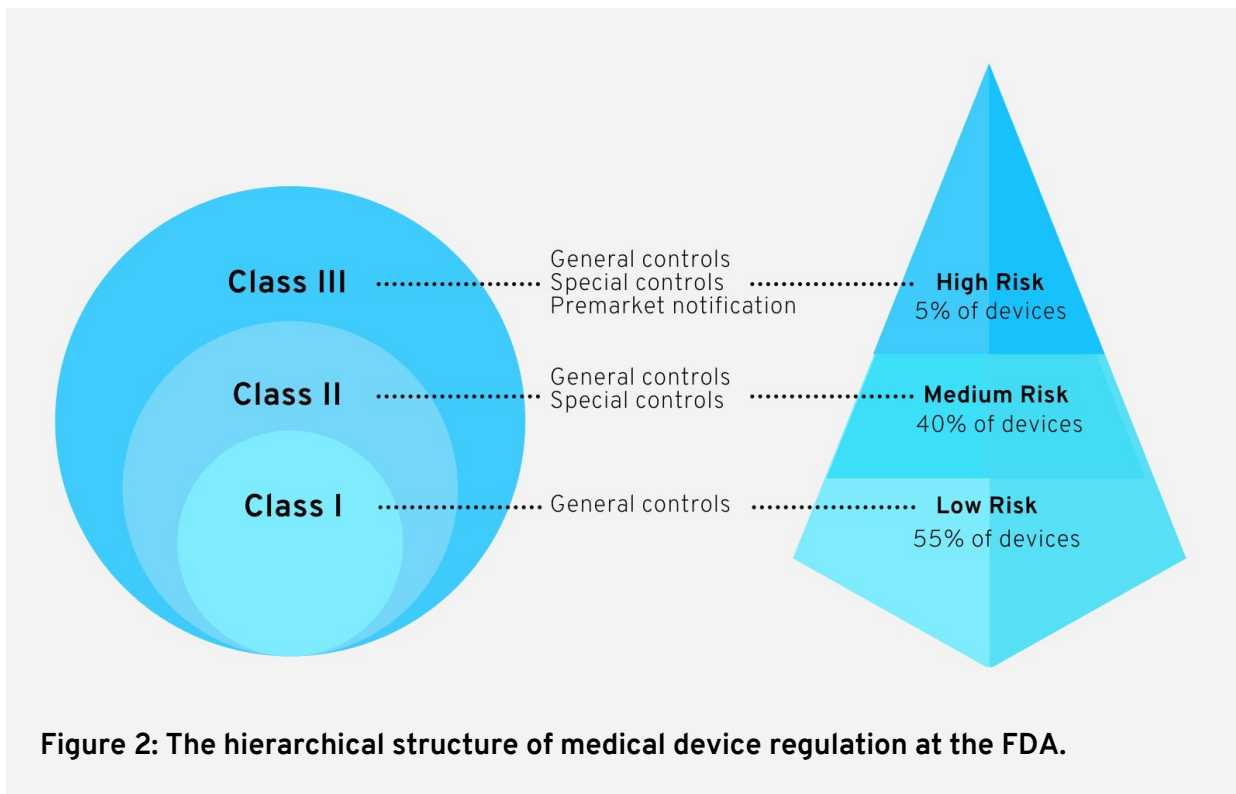 Class III
General controls
Special controls
Premarket notification
High Risk
5% of devices
Class II
General controls
Special controls
Medium Risk
40% of devices
Class I
General controls
Low Risk
55% of devices
Figure 2: The hierarchical structure of medical device regulation at the FDA.